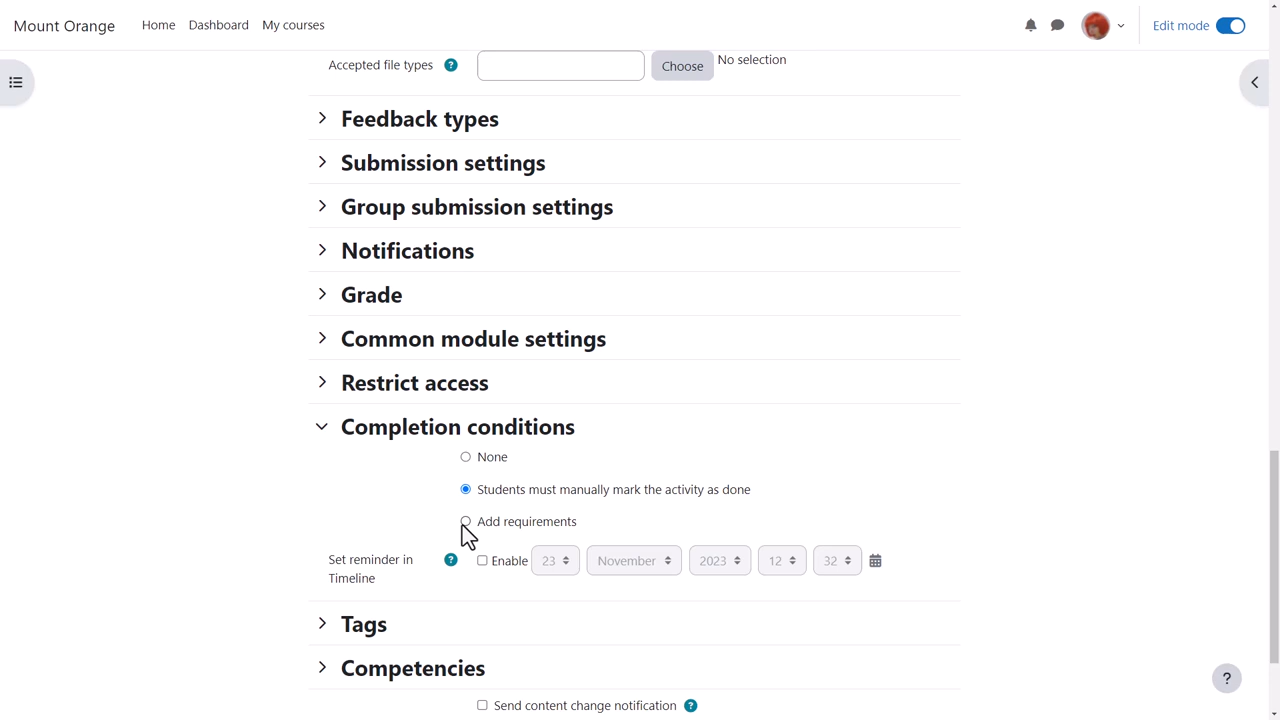 Mount Orange Home Dashboard My courses Edit mode
Accepted file types ? Choose No selection
Feedback types
Submission settings
Group submission settings
Notifications
Grade
Common module settings
Restrict access
Completion conditions
None
Students must manually mark the activity as done
Add requirements
Set reminder in Timeline ? Enable 23 November 2023 12 32
Tags
Competencies
?
Send content change notification ?